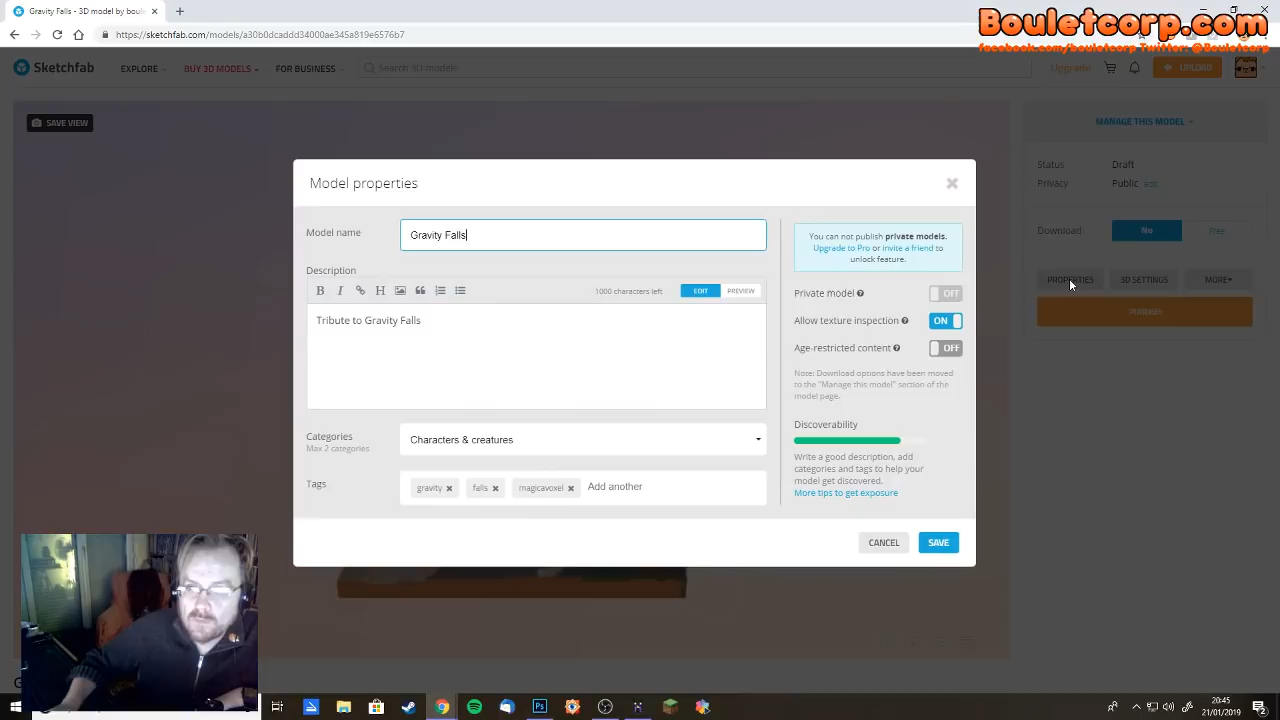 Gravity Falls - 3D model by boule
Bouletcorp.com
https://sketchfab.com/models/a30b0dcabdd34000ae345a819e6576b7
facebook.com/bouletcorp Twitter: @Bouletcorp
Sketchfab EXPLORE BUY 3D MODELS FOR BUSINESS Search 3D models Upgrade UPLOAD
SAVE VIEW
MANAGE THIS MODEL
Status Draft
Privacy Public edit
Download No Free
PROPERTIES 3D SETTINGS MORE+
Model properties
Model name Gravity Falls
Description
1000 characters left EDIT PREVIEW
Tribute to Gravity Falls
Categories
Max 2 categories
Characters & creatures
Tags gravity falls magicavoxel Add another
You can not publish private models.
Upgrade to Pro or invite a friend to
unlock feature.
Private model OFF
Allow texture inspection ON
Age-restricted content OFF
Note: Download options have been moved
to the "Manage this model" section of the
model page.
Discoverability
Write a good description, add
categories and tags to help your
model get discovered.
More tips to get exposure
CANCEL SAVE
20:45
21/01/2019